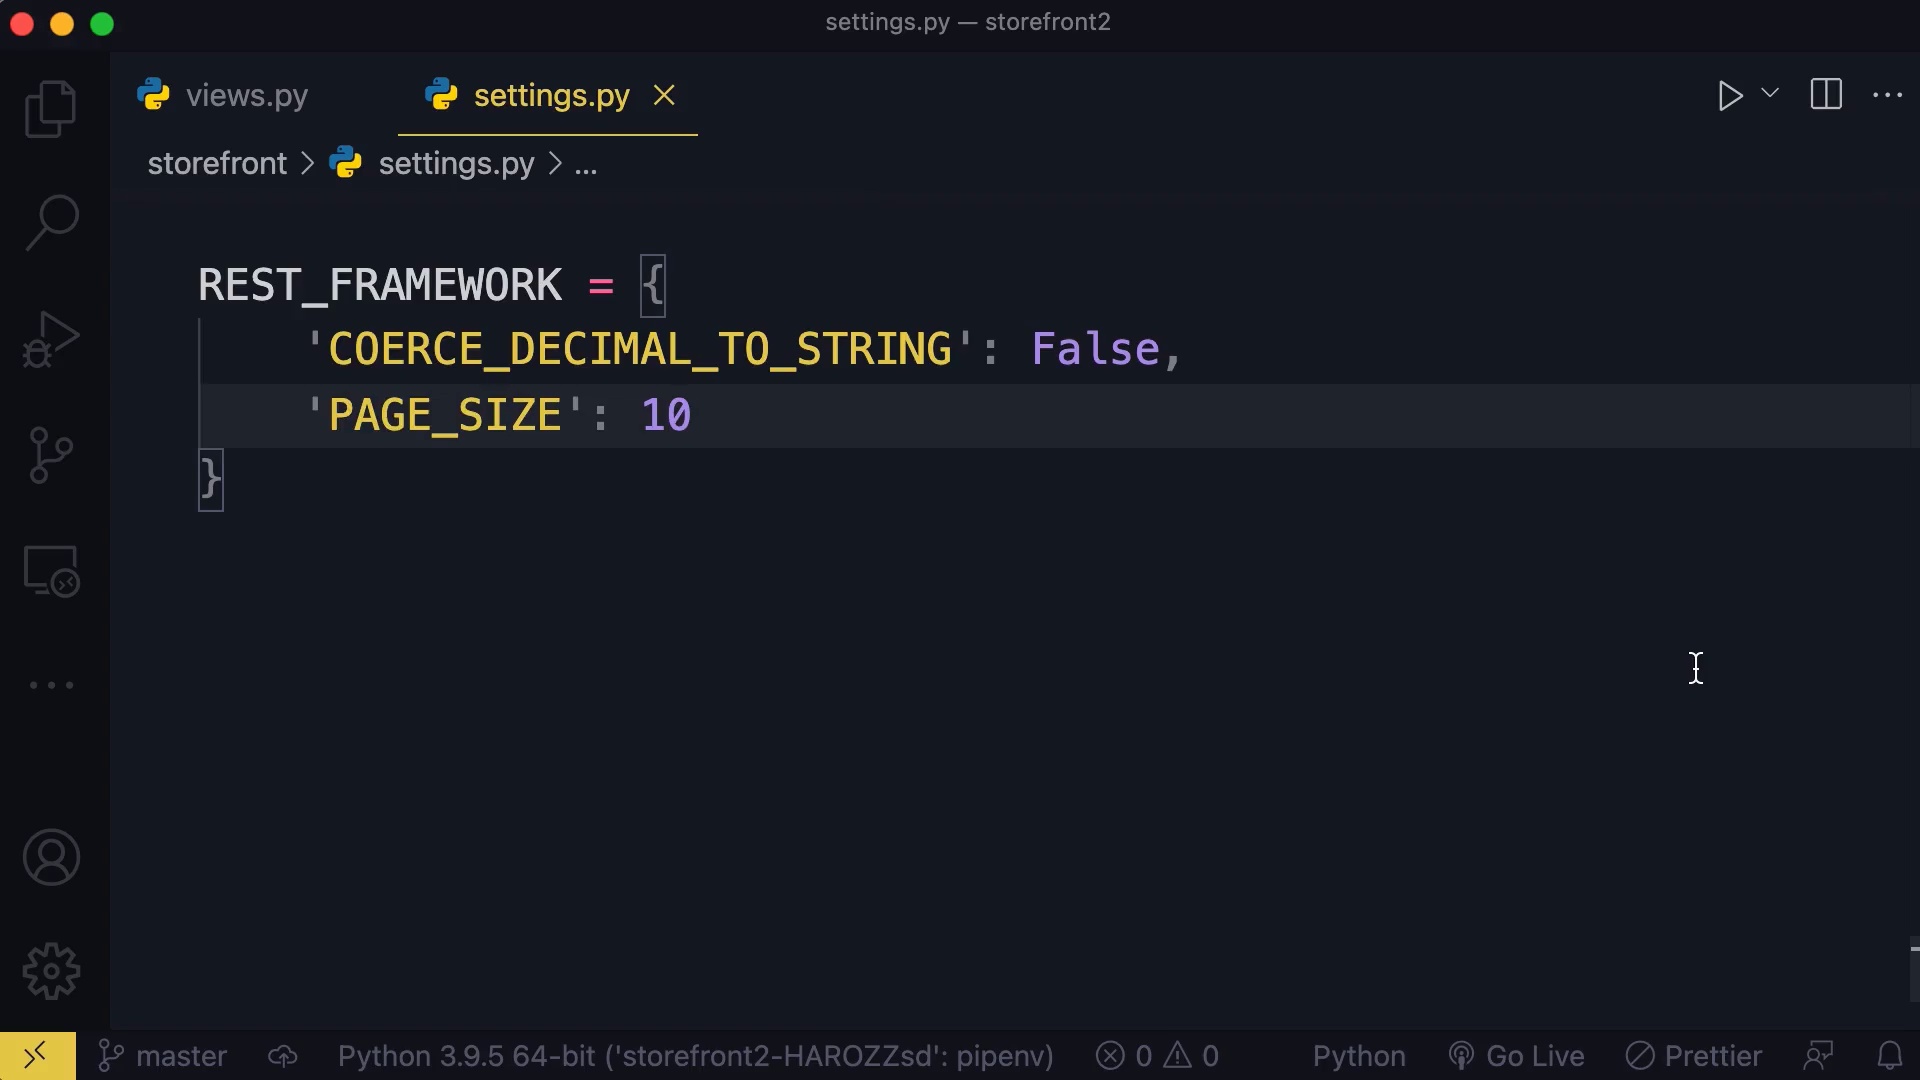 settings.py — storefront2
views.py settings.py
storefront > settings.py > ...
REST_FRAMEWORK = {
    'COERCE_DECIMAL_TO_STRING': False,
    'PAGE_SIZE': 10
}
master Python 3.9.5 64-bit ('storefront2-HAROZZsd': pipenv) 0 0 Python Go Live Prettier